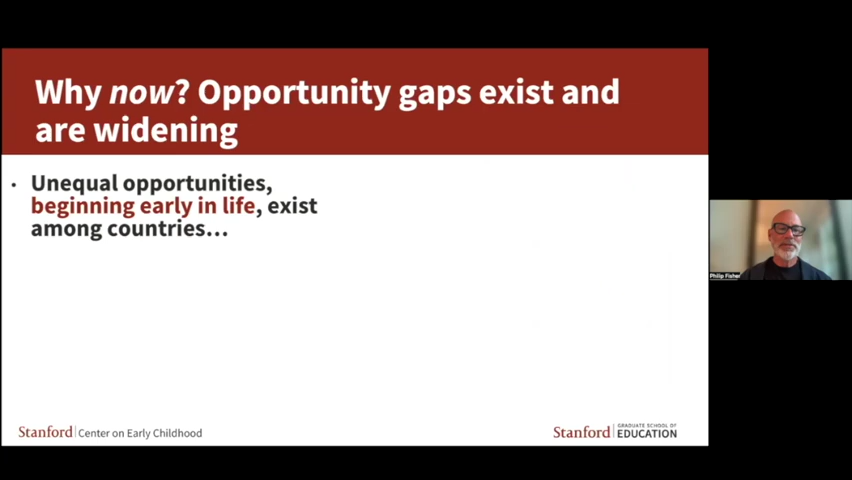 Why now? Opportunity gaps exist and
are widening
• Unequal opportunities,
beginning early in life, exist
among countries...
Philip Fisher
Stanford | Center on Early Childhood
Stanford | GRADUATE SCHOOL OF
EDUCATION